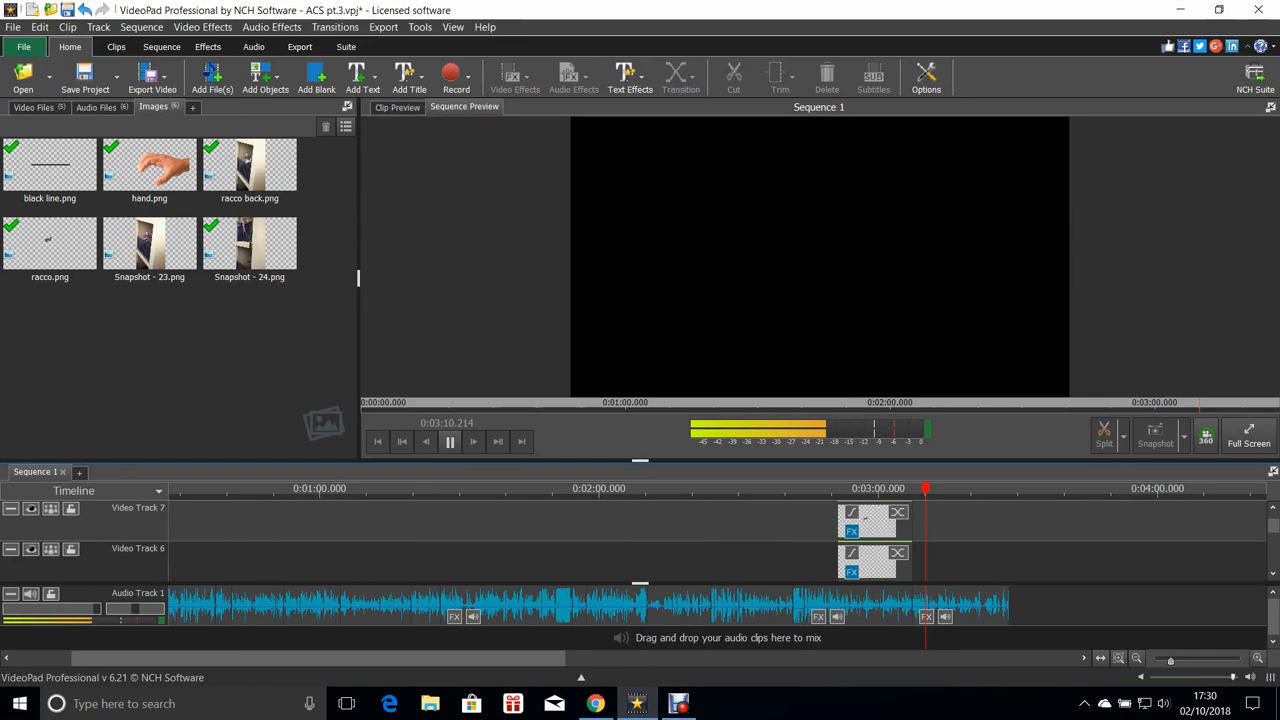 VideoPad Professional by NCH Software - ACS pt.3.vpj* - Licensed software
File Edit Clip Track Sequence Video Effects Audio Effects Transitions Export Tools View Help
File Home Clips Sequence Effects Audio Export Suite
Open Save Project Export Video Add File(s) Add Objects Add Blank Add Text Add Title Record Video Effects Audio Effects Text Effects Transition Cut Trim Delete Subtitles Options NCH Suite
Video Files (5) Audio Files (6) Images (6) +
Clip Preview Sequence Preview Sequence 1
black line.png hand.png racco back.png
racco.png Snapshot - 23.png Snapshot - 24.png
0:00:00.000 0:01:00.000 0:02:00.000 0:03:00.000
0:03:10.214
-45 -42 -39 -36 -33 -30 -27 -24 -21 -18 -15 -12 -9 -6 -3 0
Split Snapshot 360 Full Screen
Sequence 1 × +
Timeline 0:01:00.000 0:02:00.000 0:03:00.000 0:04:00.000
Video Track 7
FX
Video Track 6
FX
Audio Track 1
FX FX FX
Drag and drop your audio clips here to mix
VideoPad Professional v 6.21 © NCH Software
Type here to search
17:30
02/10/2018